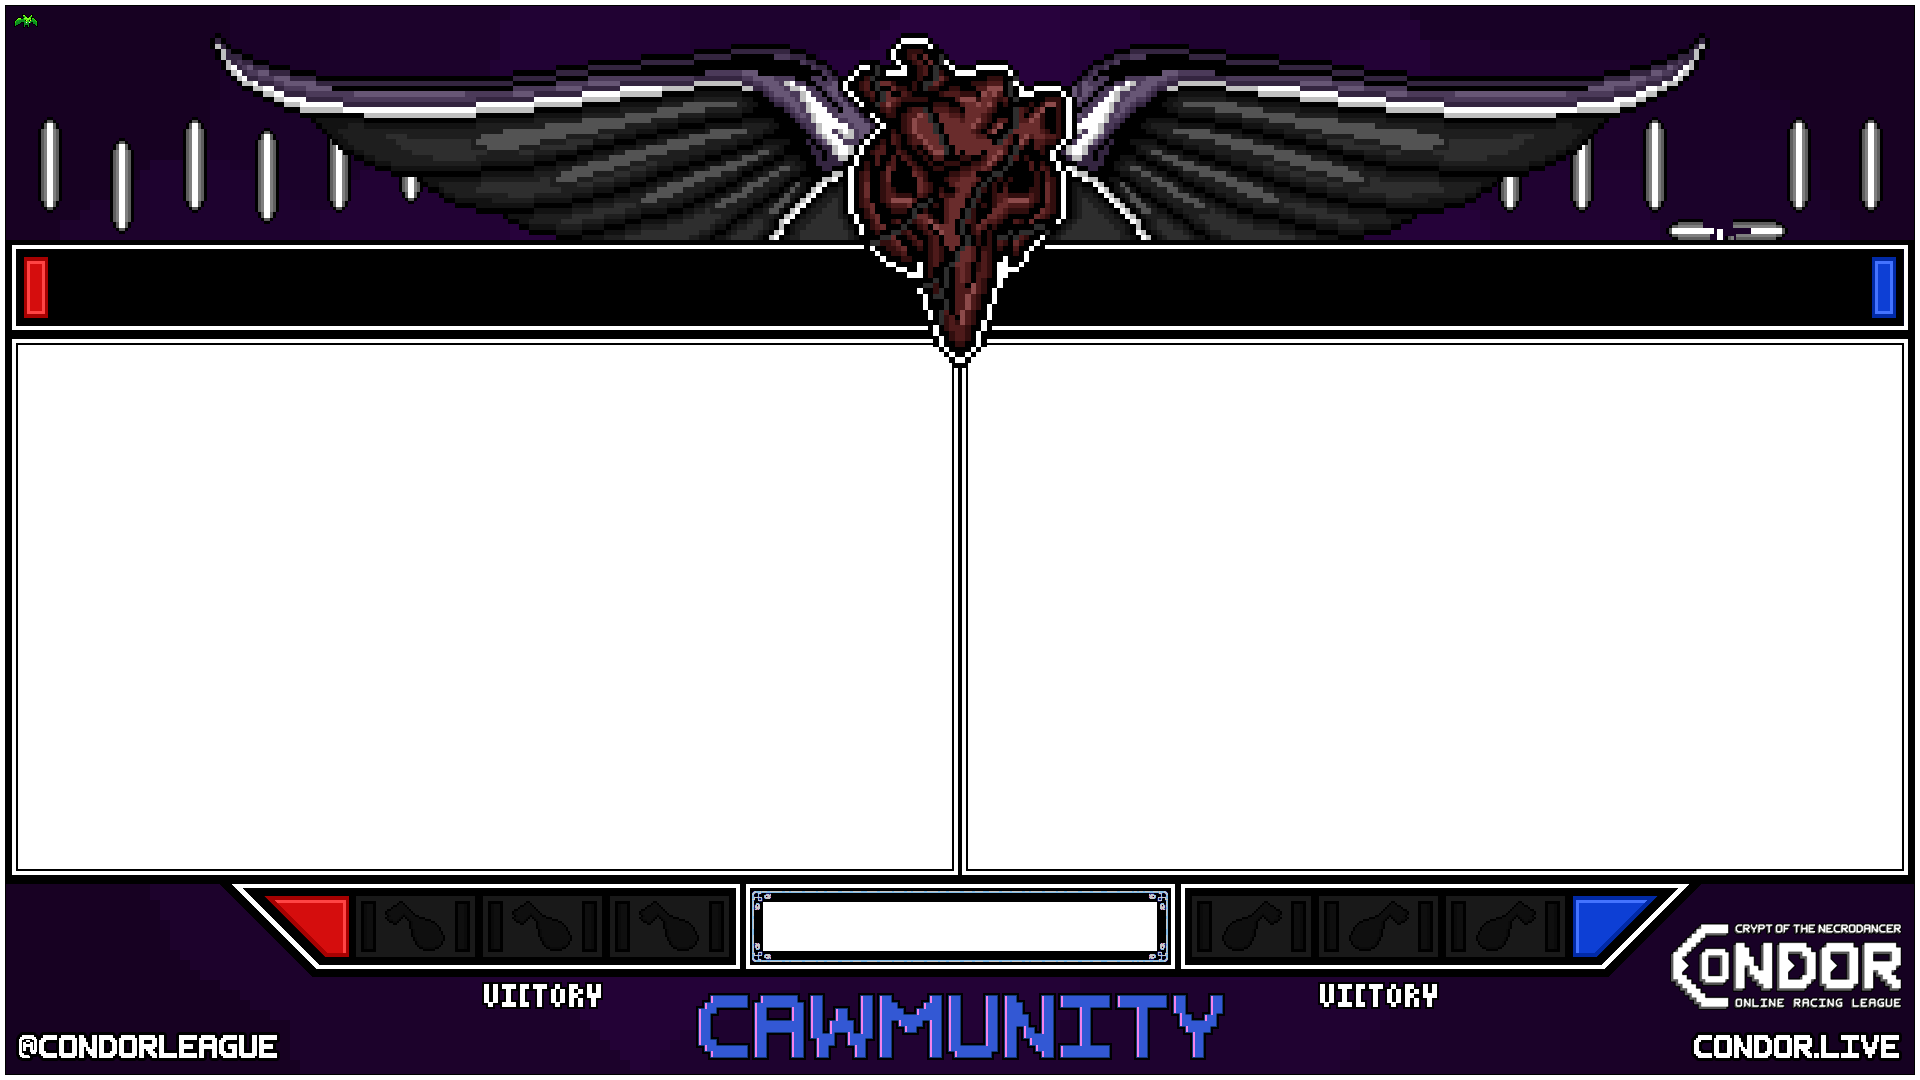 VICTORY
VICTORY
CAWMUNITY
CRYPT OF THE NECRODANCER
CONDOR
ONLINE RACING LEAGUE
@CONDORLEAGUE
CONDOR.LIVE